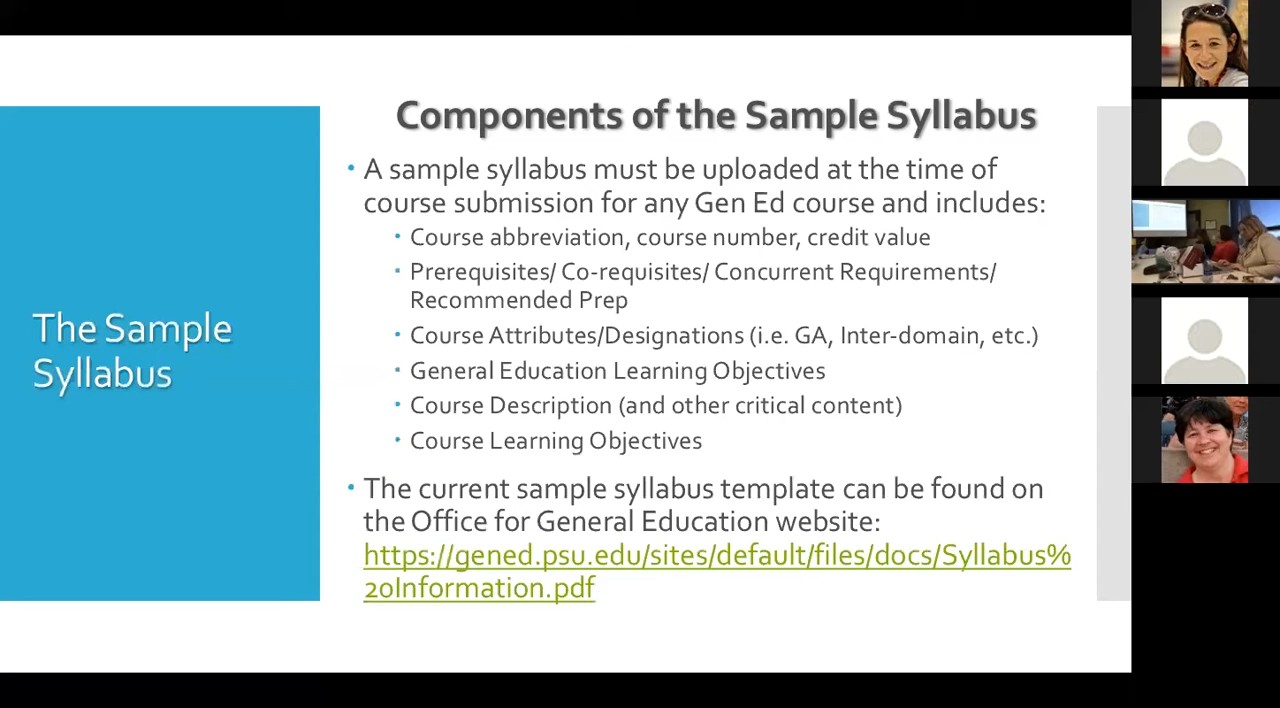 Components of the Sample Syllabus
The Sample
Syllabus
• A sample syllabus must be uploaded at the time of
course submission for any Gen Ed course and includes:
• Course abbreviation, course number, credit value
• Prerequisites/ Co-requisites/ Concurrent Requirements/
Recommended Prep
• Course Attributes/Designations (i.e. GA, Inter-domain, etc.)
• General Education Learning Objectives
• Course Description (and other critical content)
• Course Learning Objectives
• The current sample syllabus template can be found on
the Office for General Education website:
https://gened.psu.edu/sites/default/files/docs/Syllabus%
20Information.pdf